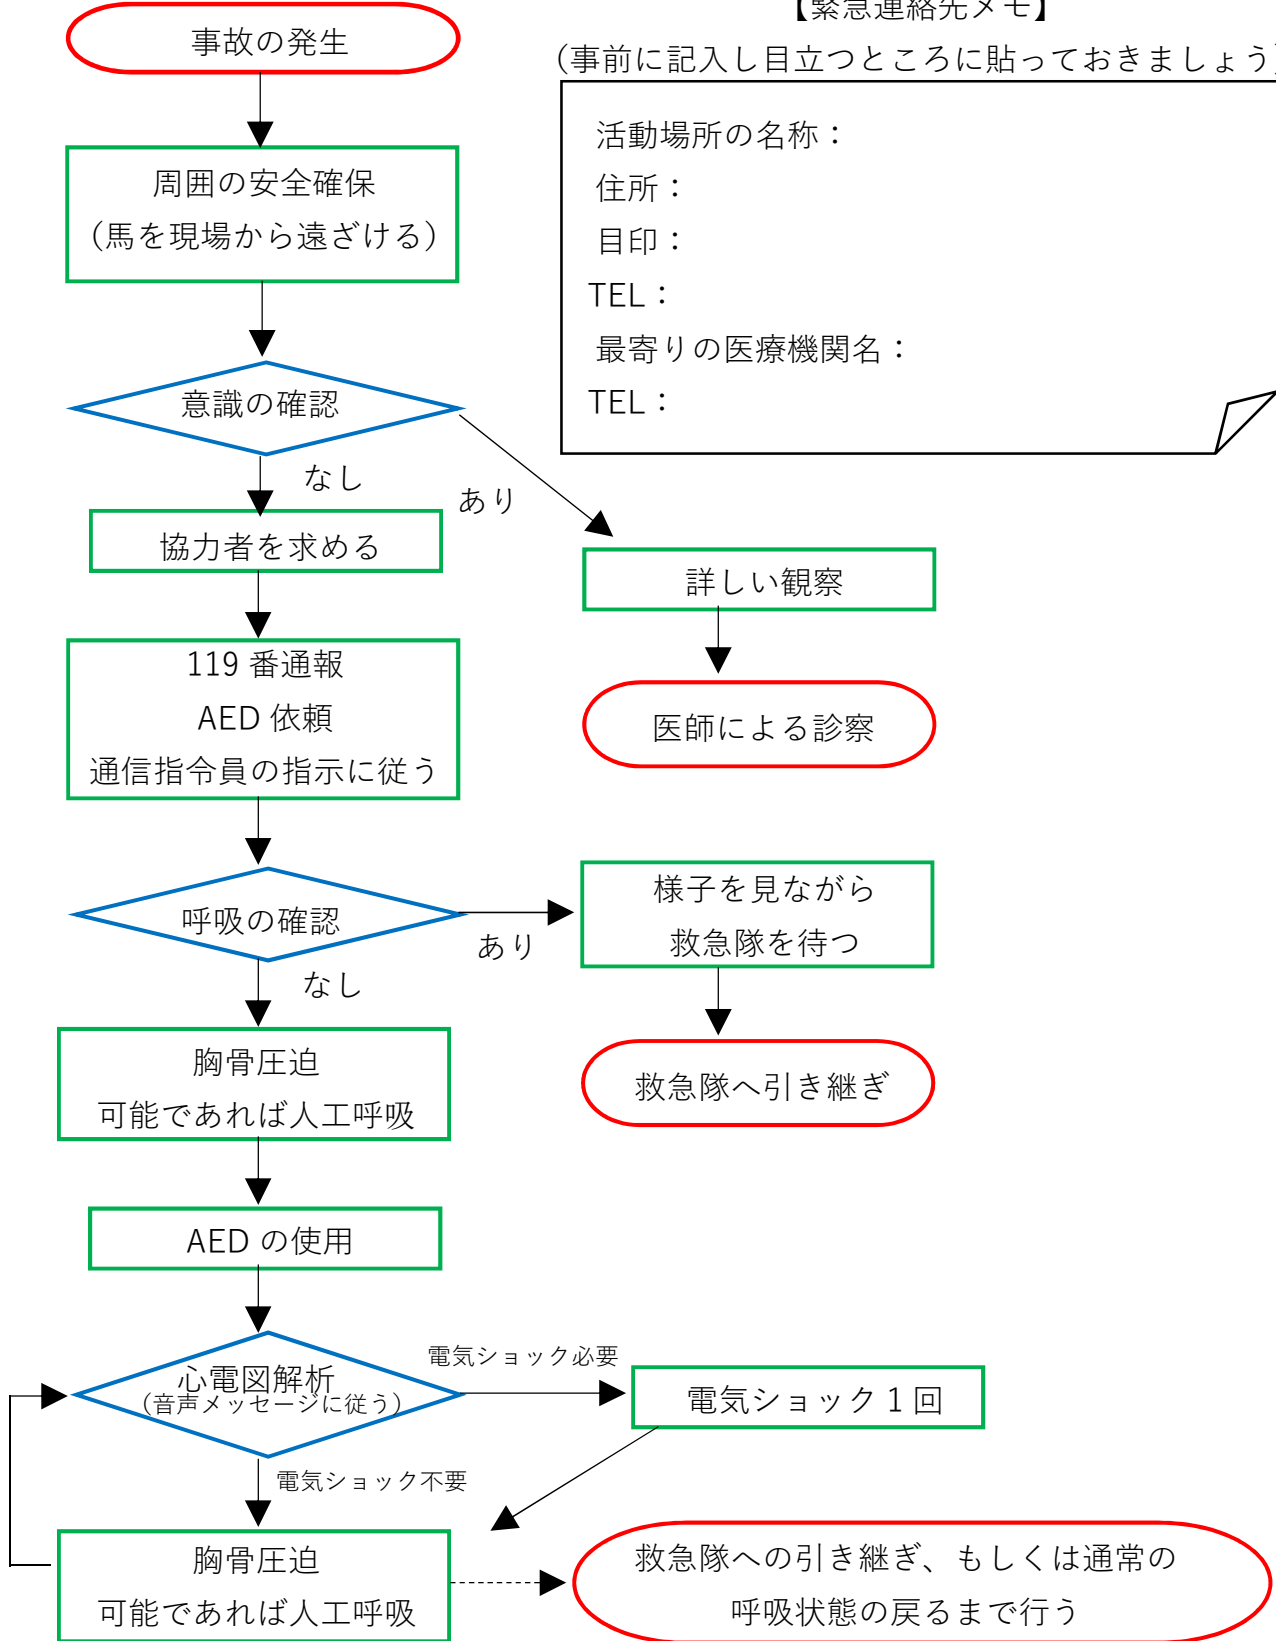 事故の発生
【緊急連絡先メモ】
(事前に記入し目立つところに貼っておきましょう)
活動場所の名称：
住所：
目印：
TEL：
最寄りの医療機関名：
TEL：
周囲の安全確保
(馬を現場から遠ざける)
意識の確認
なし
あり
協力者を求める
詳しい観察
医師による診察
119 番通報
AED 依頼
通信指令員の指示に従う
呼吸の確認
あり
なし
様子を見ながら
救急隊を待つ
救急隊へ引き継ぎ
胸骨圧迫
可能であれば人工呼吸
AED の使用
心電図解析
(音声メッセージに従う)
電気ショック必要
電気ショック 1 回
電気ショック不要
胸骨圧迫
可能であれば人工呼吸
救急隊への引き継ぎ、もしくは通常の
呼吸状態の戻るまで行う